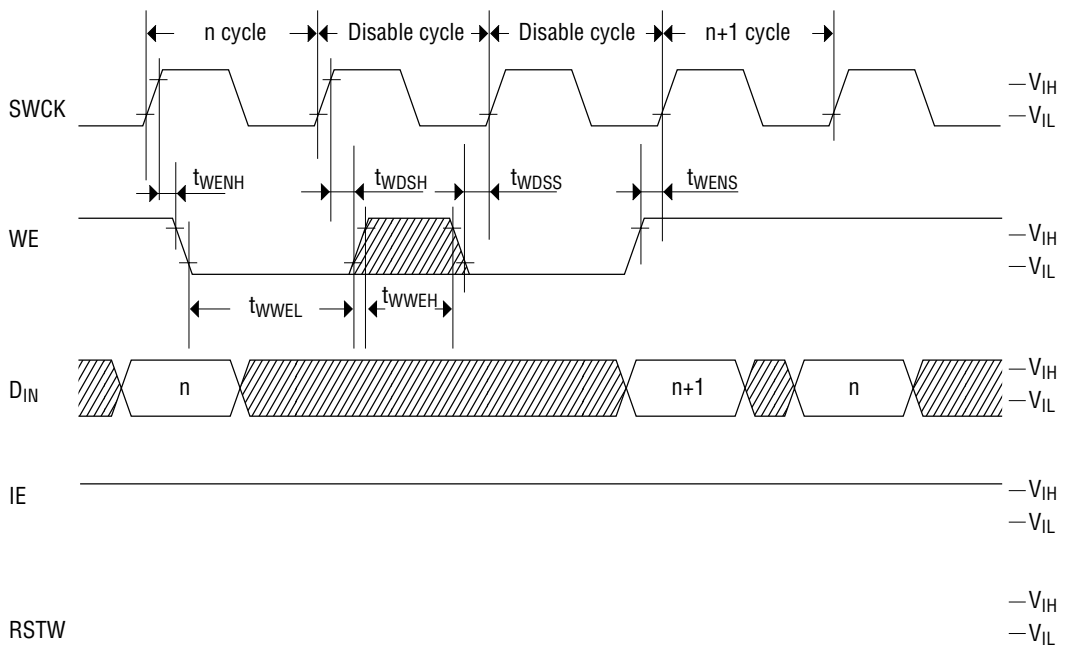 n cycle Disable cycle Disable cycle n+1 cycle
SWCK
VIH
VIL
tWENH tWDSH tWDSS tWENS
WE
VIH
VIL
tWWEL tWWEH
DIN
n n+1 n
VIH
VIL
IE
VIH
VIL
RSTW
VIH
VIL